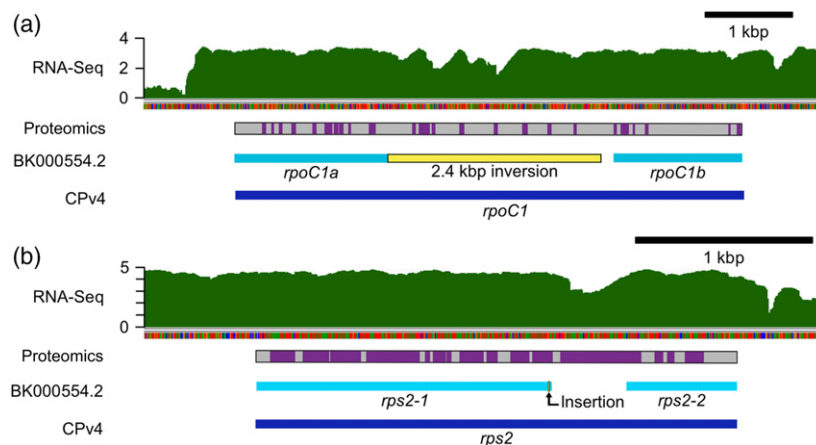 (a)
1 kbp
4
RNA-Seq
2
0
Proteomics
BK000554.2
rpoC1a
2.4 kbp inversion
rpoC1b
CPv4
rpoC1
(b)
1 kbp
5
RNA-Seq
0
Proteomics
BK000554.2
rps2-1
Insertion
rps2-2
CPv4
rps2